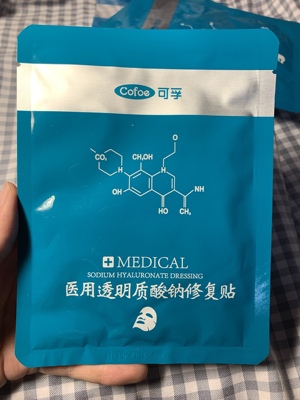 Cofoe 可孚
O
CO₂
CH₂OH
O
N
NH
OH
HO
O
CH₃
MEDICAL
SODIUM HYALURONATE DRESSING
医用透明质酸钠修复贴